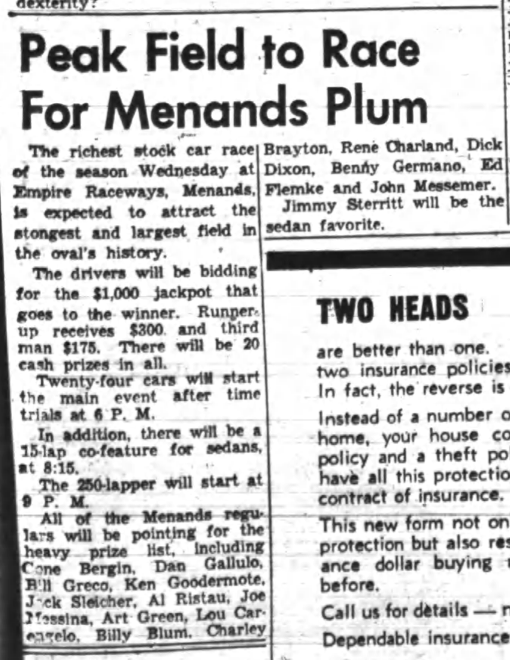 dexterity?
Peak Field to Race
For Menands Plum
The richest stock car race
of the season Wednesday at
Empire Raceways, Menands,
is expected to attract the
stongest and largest field in
the oval's history.
The drivers will be bidding
for the $1,000 jackpot that
goes to the winner. Runner-
up receives $300 and third
man $175. There will be 20
cash prizes in all.
Twenty-four cars will start
the main event after time
trials at 6 P. M.
In addition, there will be a
15-lap co-feature for sedans,
at 8:15.
The 250-lapper will start at
9 P. M.
All of the Menands regu-
lars will be pointing for the
heavy prize list, including
Cone Bergin, Dan Gallulo,
Bill Greco, Ken Goodermote,
Jack Sleicher, Al Ristau, Joe
Messina, Art Green, Lou Car-
angelo, Billy Blum, Charley
Brayton, Rene Charland, Dick
Dixon, Benny Germano, Ed
Flemke and John Messemer.
Jimmy Sterritt will be the
sedan favorite.
TWO HEADS
are better than one.
two insurance policies
In fact, the reverse is
Instead of a number o
home, your house co
policy and a theft po
have all this protectio
contract of insurance.
This new form not on
protection but also res
ance dollar buying
before.
Call us for details — n
Dependable insurance